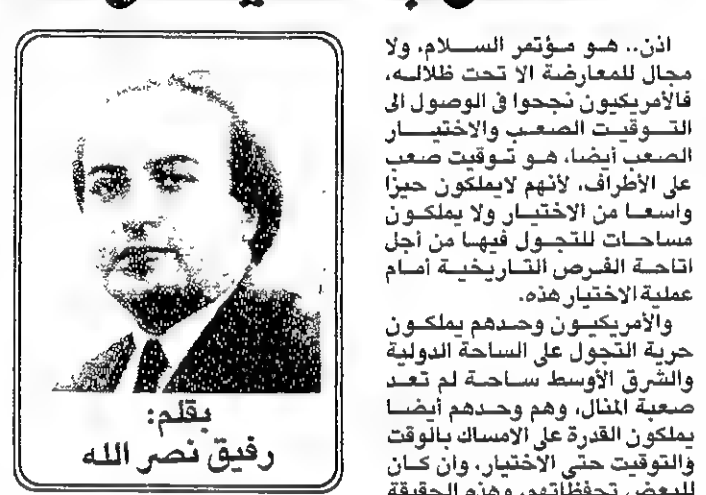 اذن.. هو مؤتمر السلام. ولا
مجال للمعارضة الا تحت ظلاله،
فالأمريكيون نجحوا في الوصول الى
التوقيت الصعب والاختيار
الصعب أيضا، هو توقيت صعب
على الأطراف، لأنهم لايملكون حيزا
واسعا من الاختيار ولا يملكون
مساحات للتجول فيها من أجل
اتاحة الفرص التاريخية أمام
عملية الاختيار هذه.
والأمريكيون وحدهم يملكون
حرية التجول على الساحة الدولية
والشرق الأوسط ساحة لم تعد
صعبة المنال، وهم وحدهم أيضا
يملكون القدرة على الامساك بالوقت
والتوقيت حتى الاختيار. وان كان
للبعض تحفظاتهم. وهذه الحقيقة
بقلم:
رفيق نصر الله